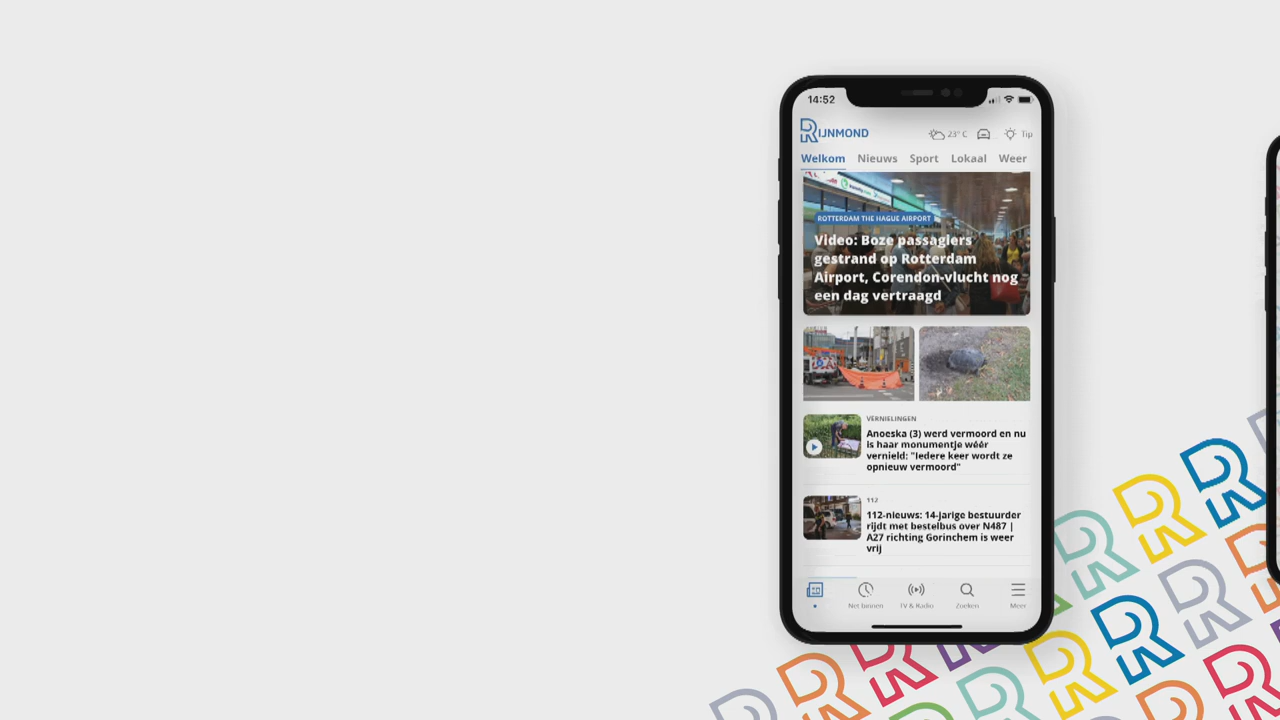 14:52
RIJNMOND
23° C
Tip
Welkom Nieuws Sport Lokaal Weer
ROTTERDAM THE HAGUE AIRPORT
Video: Boze passagiers
gestrand op Rotterdam
Airport, Corendon-vlucht nog
een dag vertraagd
VERNIELINGEN
Anoeska (3) werd vermoord en nu
is haar monumentje wéér
vernield: "Iedere keer wordt ze
opnieuw vermoord"
112
112-nieuws: 14-jarige bestuurder
rijdt met bestelbus over N487 |
A27 richting Gorinchem is weer
vrij
Net binnen TV & Radio Zoeken Meer